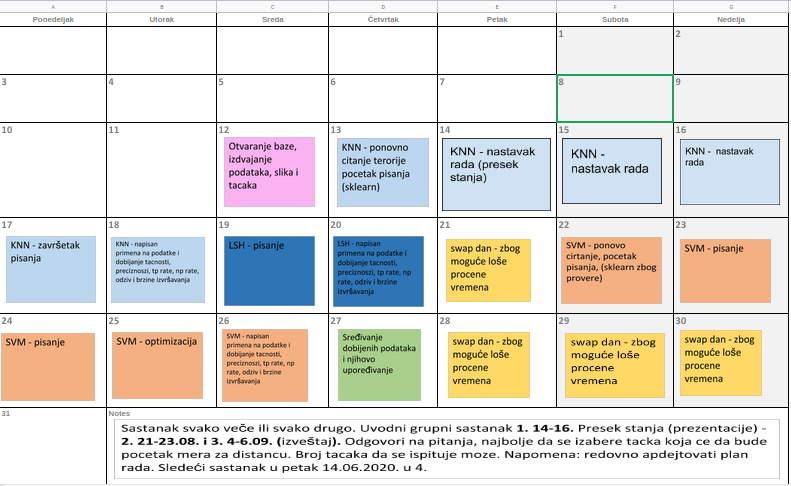 A B C D E F G
Ponedeljak Utorak Sreda Četvrtak Petak Subota Nedelja
1 2
3 4 5 6 7 8 9
10 11 12 13 14 15 16
Otvaranje baze,
izdvajanje
podataka, slika i
tacaka
KNN - ponovno
citanje terorije
pocetak pisanja
(sklearn)
KNN - nastavak
rada (presek
stanja)
KNN -
nastavak rada
KNN - nastavak
rada
17 18 19 20 21 22 23
KNN - završetak
pisanja
KNN - napisan
primena na podatke i
dobijanje tacnosti,
preciznoszi, tp rate, np rate,
odziv i brzine izvršavanja
LSH - pisanje
LSH - napisan
primena na podatke i
dobijanje tacnosti,
preciznoszi, tp rate, np
rate, odziv i brzine
izvršavanja
swap dan - zbog
moguće loše
procene
vremena
SVM - ponovo
cirtanje, pocetak
pisanja, (sklearn zbog
provere)
SVM - pisanje
24 25 26 27 28 29 30
SVM - pisanje
SVM - optimizacija
SVM - napisan
primena na podatke i
dobijanje tacnosti,
preciznoszi, tp rate, np
rate, odziv i brzine
izvršavanja
Sređivanje
dobijenih podataka
i njihovo
upoređivanje
swap dan - zbog
moguće loše
procene
vremena
swap dan - zbog
moguće loše
procene
vremena
swap dan - zbog
moguće loše
procene
vremena
31 Notes
Sastanak svako veče ili svako drugo. Uvodni grupni sastanak 1. 14-16. Presek stanja (prezentacije) -
2. 21-23.08. i 3. 4-6.09. (izveštaj). Odgovori na pitanja, najbolje da se izabere tacka koja ce da bude
pocetak mera za distancu. Broj tacaka da se ispituje moze. Napomena: redovno apdejtovati plan
rada. Sledeći sastanak u petak 14.06.2020. u 4.